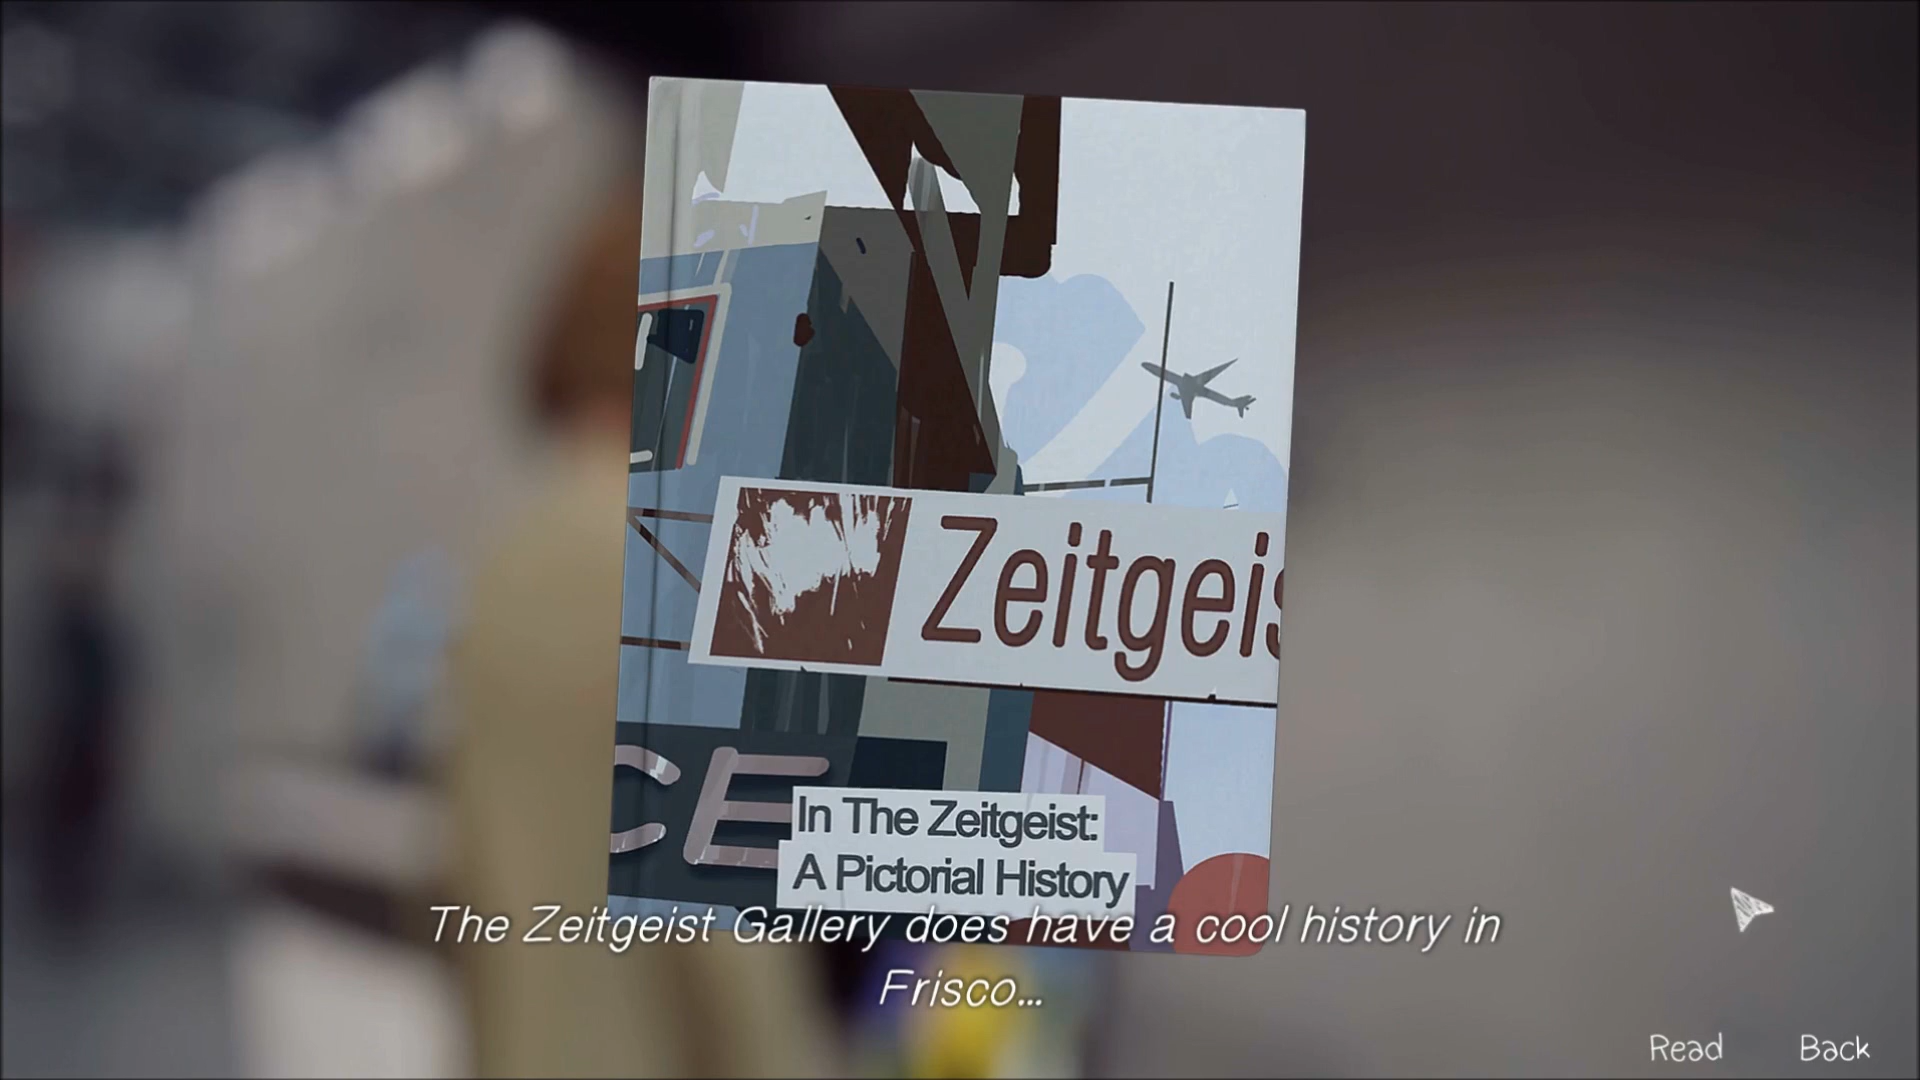 Zeitgeis
CE
In The Zeitgeist:
A Pictorial History
The Zeitgeist Gallery does have a cool history in
Frisco...
Read
Back